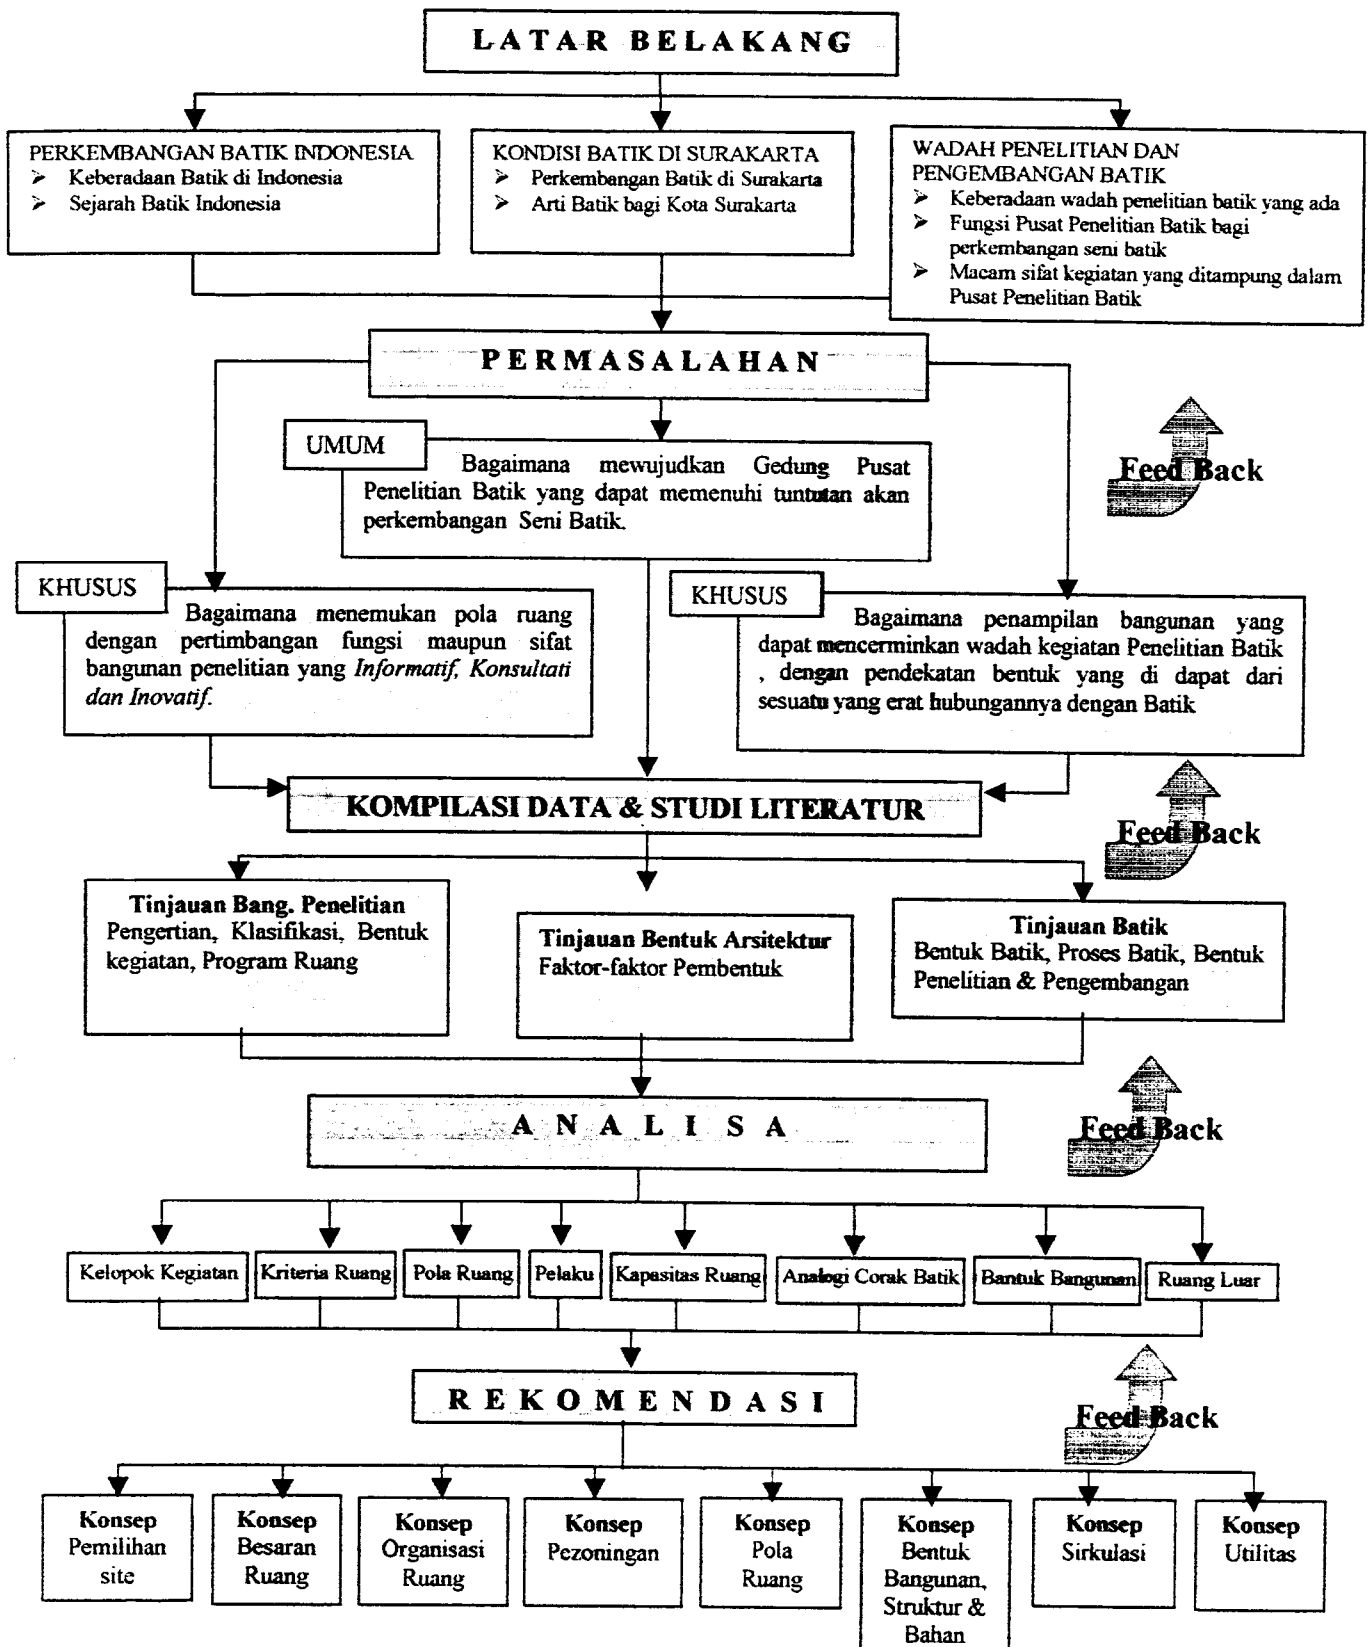 LATAR BELAKANG
PERKEMBANGAN BATIK INDONESIA
➢ Keberadaan Batik di Indonesia
➢ Sejarah Batik Indonesia
KONDISI BATIK DI SURAKARTA
➢ Perkembangan Batik di Surakarta
➢ Arti Batik bagi Kota Surakarta
WADAH PENELITIAN DAN
PENGEMBANGAN BATIK
➢ Keberadaan wadah penelitian batik yang ada
➢ Fungsi Pusat Penelitian Batik bagi
perkembangan seni batik
➢ Macam sifat kegiatan yang ditampung dalam
Pusat Penelitian Batik
PERMASALAHAN
UMUM
Bagaimana mewujudkan Gedung Pusat
Penelitian Batik yang dapat memenuhi tuntutan akan
perkembangan Seni Batik.
Feed Back
KHUSUS
Bagaimana menemukan pola ruang
dengan pertimbangan fungsi maupun sifat
bangunan penelitian yang Informatif, Konsultati
dan Inovatif.
KHUSUS
Bagaimana penampilan bangunan yang
dapat mencerminkan wadah kegiatan Penelitian Batik
, dengan pendekatan bentuk yang di dapat dari
sesuatu yang erat hubungannya dengan Batik
KOMPILASI DATA & STUDI LITERATUR
Feed Back
Tinjauan Bang. Penelitian
Pengertian, Klasifikasi, Bentuk
kegiatan, Program Ruang
Tinjauan Bentuk Arsitektur
Faktor-faktor Pembentuk
Tinjauan Batik
Bentuk Batik, Proses Batik, Bentuk
Penelitian & Pengembangan
ANALISA
Feed Back
Kelopok Kegiatan
Kriteria Ruang
Pola Ruang
Pelaku
Kapasitas Ruang
Analogi Corak Batik
Bantuk Bangunan
Ruang Luar
REKOMENDASI
Feed Back
Konsep
Pemilihan
site
Konsep
Besaran
Ruang
Konsep
Organisasi
Ruang
Konsep
Pezoningan
Konsep
Pola
Ruang
Konsep
Bentuk
Bangunan,
Struktur &
Bahan
Konsep
Sirkulasi
Konsep
Utilitas